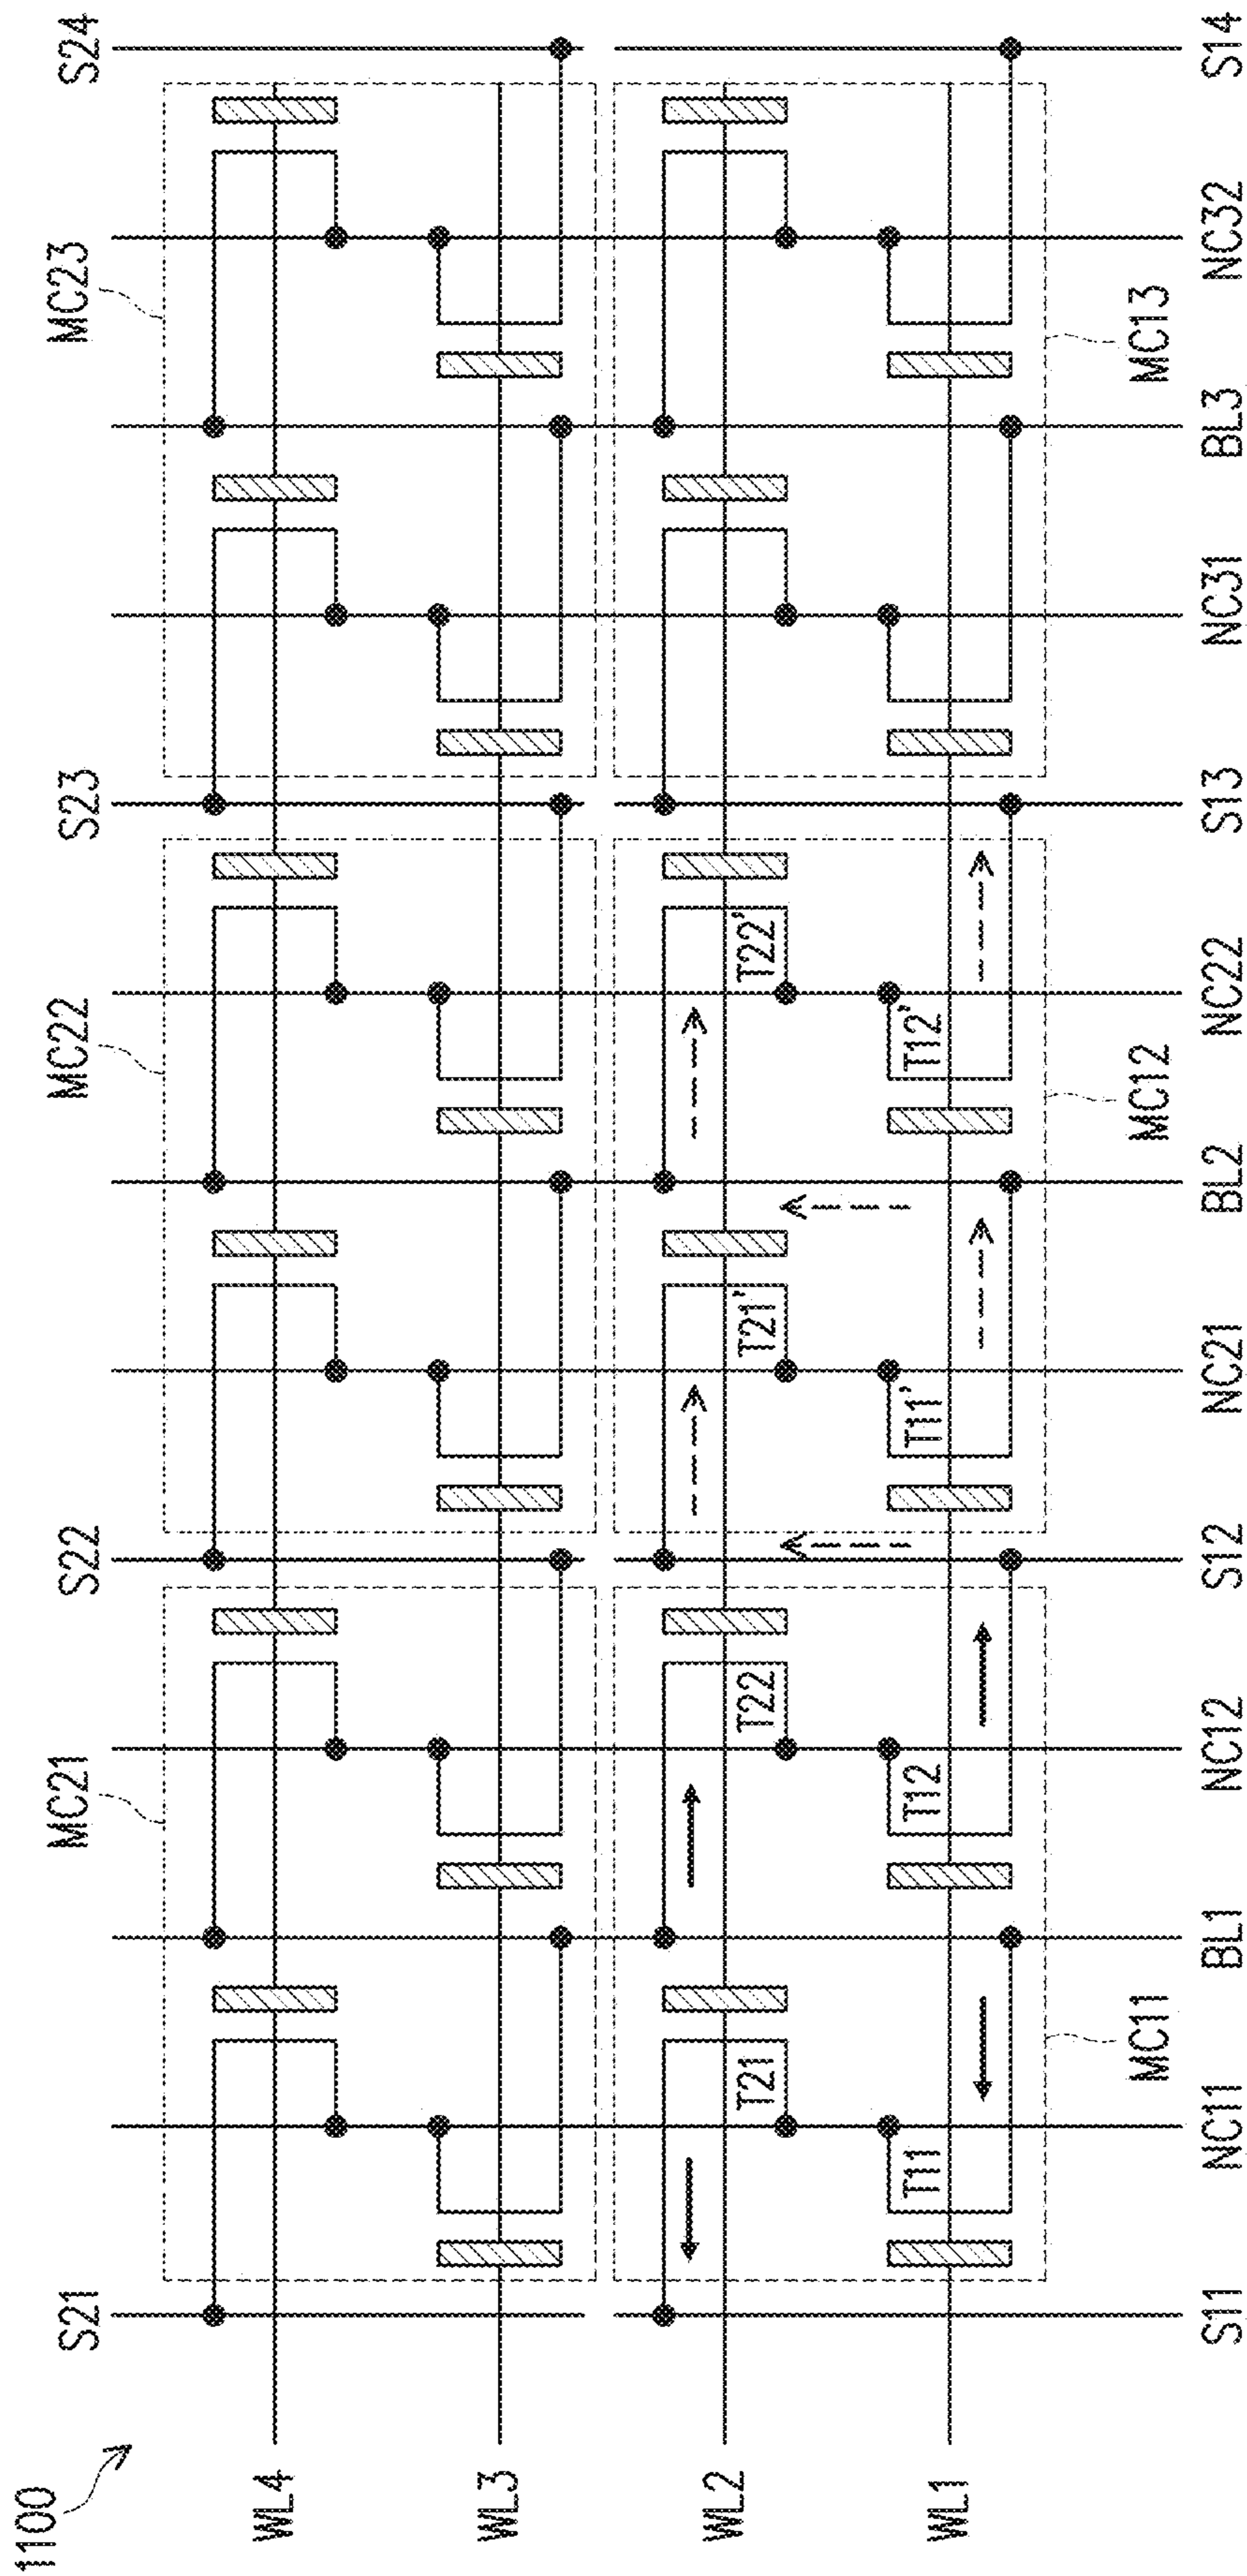 1100
S21 MC21 S22 MC22 S23 MC23 S24
WL4
WL3
WL2
T21 T22 T21' T22'
T11 T12 T11' T12'
WL1
MC11 MC12 MC13
S11 NC11 BL1 NC12 S12 NC21 BL2 NC22 S13 NC31 BL3 NC32 S14